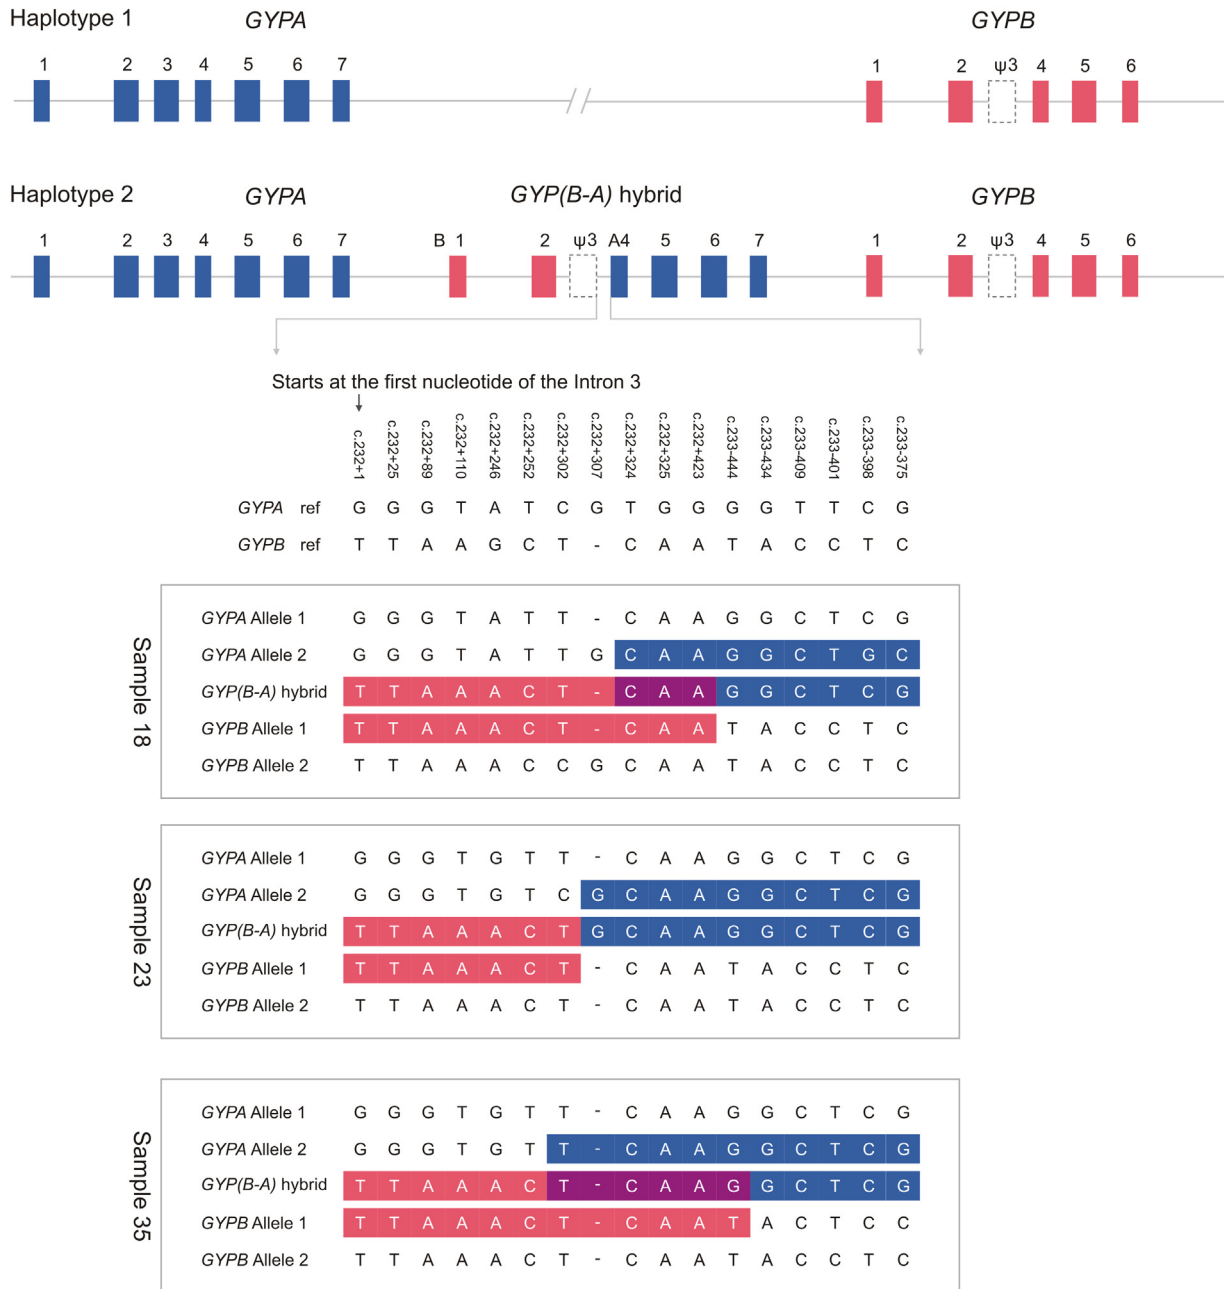 Haplotype 1 GYPA GYPB
1 2 3 4 5 6 7 1 2 ψ3 4 5 6
Haplotype 2 GYPA GYP(B-A) hybrid GYPB
1 2 3 4 5 6 7 B 1 2 ψ3 A4 5 6 7 1 2 ψ3 4 5 6
Starts at the first nucleotide of the Intron 3
c.232+1 c.232+25 c.232+89 c.232+110 c.232+246 c.232+252 c.232+302 c.232+307 c.232+324 c.232+325 c.232+423 c.233-444 c.233-434 c.233-409 c.233-401 c.233-398 c.233-375
GYPA ref G G G T A T C G T G G G G T T C G
GYPB ref T T A A G C T - C A A T A C C T C
Sample 18
GYPA Allele 1 G G G T A T T - C A A G G C T C G
GYPA Allele 2 G G G T A T T G C A A G G C T G C
GYP(B-A) hybrid T T A A A C T - C A A G G C T C G
GYPB Allele 1 T T A A A C T - C A A T A C C T C
GYPB Allele 2 T T A A A C C G C A A T A C C T C
Sample 23
GYPA Allele 1 G G G T G T T - C A A G G C T C G
GYPA Allele 2 G G G T G T C G C A A G G C T C G
GYP(B-A) hybrid T T A A A C T G C A A G G C T C G
GYPB Allele 1 T T A A A C T - C A A T A C C T C
GYPB Allele 2 T T A A A C T - C A A T A C C T C
Sample 35
GYPA Allele 1 G G G T G T T - C A A G G C T C G
GYPA Allele 2 G G G T G T T - C A A G G C T C G
GYP(B-A) hybrid T T A A A C T - C A A G G C T C G
GYPB Allele 1 T T A A A C T - C A A T A C T C C
GYPB Allele 2 T T A A A C T - C A A T A C C T C